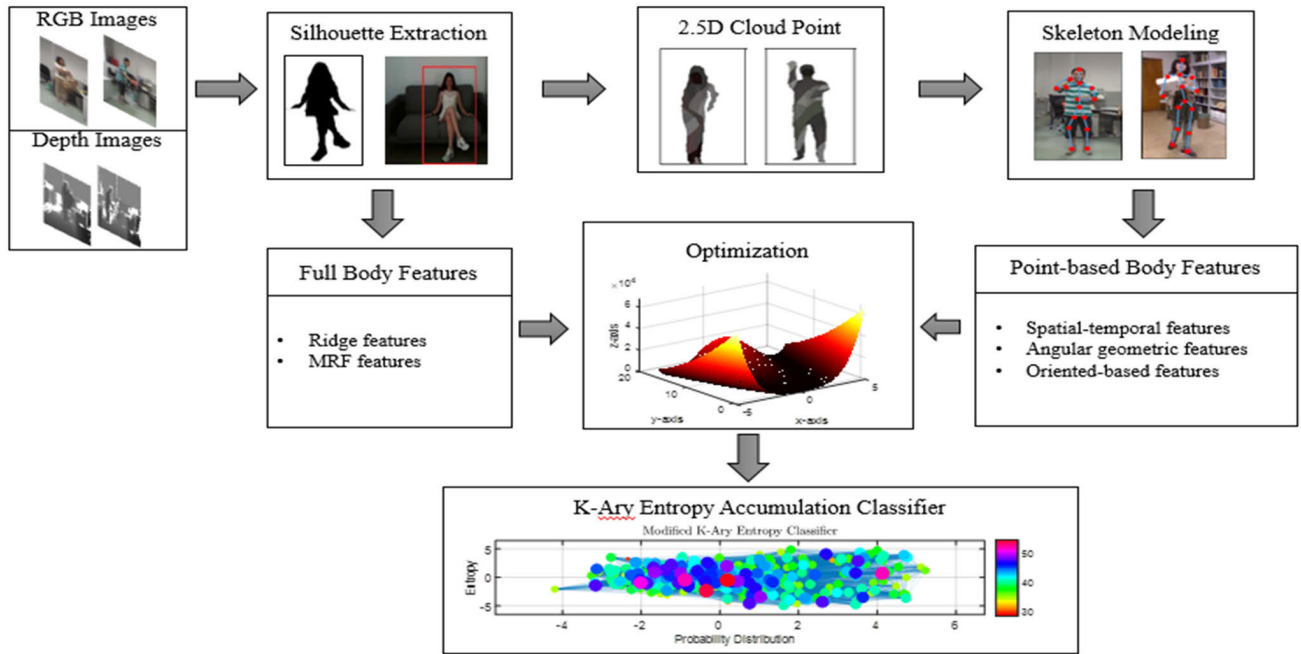 RGB Images
Depth Images
Silhouette Extraction
2.5D Cloud Point
Skeleton Modeling
Full Body Features
• Ridge features
• MRF features
Optimization
×10⁴
6
4
2
0
z-axis
20
10
0
y-axis
-5
0
5
x-axis
Point-based Body Features
• Spatial-temporal features
• Angular geometric features
• Oriented-based features
K-Ary Entropy Accumulation Classifier
Modified K-Ary Entropy Classifier
5
0
-5
Entropy
-4
-2
0
2
4
6
Probability Distribution
50
40
30